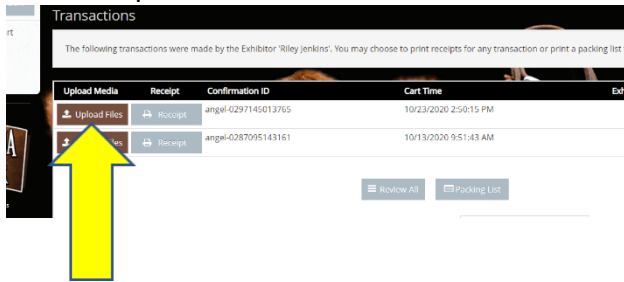 Transactions
rt
The following transactions were made by the Exhibitor 'Riley Jenkins'. You may choose to print receipts for any transaction or print a packing list
Upload Media Receipt Confirmation ID Cart Time Exh
Upload Files Receipt angel-0297145013765 10/23/2020 2:50:15 PM
les Receipt angel-0287095143161 10/13/2020 9:51:43 AM
A
Review All Packing List
s